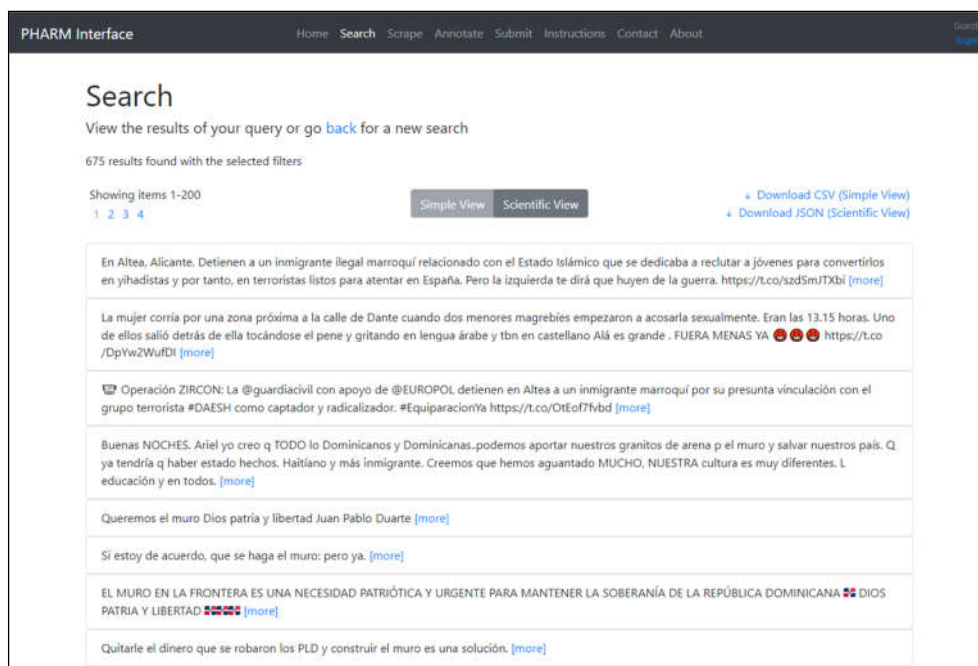 PHARM Interface Home Search Scrape Annotate Submit Instructions Contact About Guest
login
Search
View the results of your query or go back for a new search
675 results found with the selected filters
Showing items 1-200 Simple View Scientific View ↓ Download CSV (Simple View)
1 2 3 4 ↓ Download JSON (Scientific View)
En Altea, Alicante. Detienen a un inmigrante ilegal marroquí relacionado con el Estado Islámico que se dedicaba a reclutar a jóvenes para convertirlos
en yihadistas y por tanto, en terroristas listos para atentar en España. Pero la izquierda te dirá que huyen de la guerra. https://t.co/szdSmJTXbi [more]
La mujer corría por una zona próxima a la calle de Dante cuando dos menores magrebíes empezaron a acosarla sexualmente. Eran las 13.15 horas. Uno
de ellos salió detrás de ella tocándose el pene y gritando en lengua árabe y tbn en castellano Alá es grande . FUERA MENAS YA 😡 😡 😡 https://t.co
/DpYw2WufDI [more]
Operación ZIRCON: La @guardiacivil con apoyo de @EUROPOL detienen en Altea a un inmigrante marroquí por su presunta vinculación con el
grupo terrorista #DAESH como captador y radicalizador. #EquiparacionYa https://t.co/OtEof7fvbd [more]
Buenas NOCHES. Ariel yo creo q TODO lo Dominicanos y Dominicanas..podemos aportar nuestros granitos de arena p el muro y salvar nuestros país. Q
ya tendría q haber estado hechos. Haitíano y más inmigrante. Creemos que hemos aguantado MUCHO, NUESTRA cultura es muy diferentes. L
educación y en todos. [more]
Queremos el muro Dios patría y libertad Juan Pablo Duarte [more]
Si estoy de acuerdo, que se haga el muro: pero ya. [more]
EL MURO EN LA FRONTERA ES UNA NECESIDAD PATRIÓTICA Y URGENTE PARA MANTENER LA SOBERANÍA DE LA REPÚBLICA DOMINICANA 🇩🇴 DIOS
PATRIA Y LIBERTAD 🇩🇴🇩🇴🇩🇴 [more]
Quitarle el dinero que se robaron los PLD y construir el muro es una solución. [more]